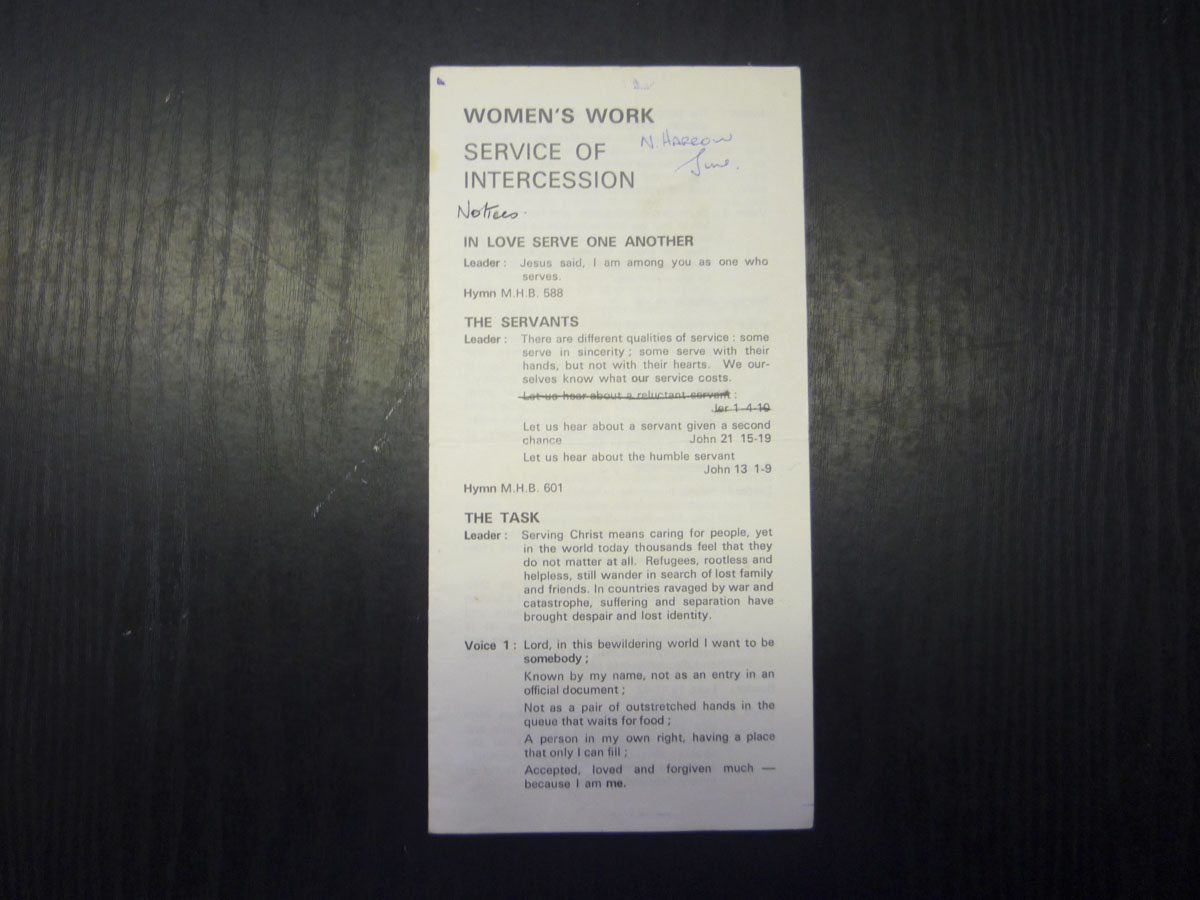 WOMEN'S WORK
SERVICE OF
INTERCESSION
N. HARROW
June.
Notices.
IN LOVE SERVE ONE ANOTHER
Leader : Jesus said, I am among you as one who
serves.
Hymn M.H.B. 588
THE SERVANTS
Leader : There are different qualities of service : some
serve in sincerity ; some serve with their
hands, but not with their hearts. We our-
selves know what our service costs.
Let us hear about a reluctant servant :
Jer 1 4-10
Let us hear about a servant given a second
chance John 21 15-19
Let us hear about the humble servant
John 13 1-9
Hymn M.H.B. 601
THE TASK
Leader : Serving Christ means caring for people, yet
in the world today thousands feel that they
do not matter at all. Refugees, rootless and
helpless, still wander in search of lost family
and friends. In countries ravaged by war and
catastrophe, suffering and separation have
brought despair and lost identity.
Voice 1 : Lord, in this bewildering world I want to be
somebody ;
Known by my name, not as an entry in an
official document ;
Not as a pair of outstretched hands in the
queue that waits for food ;
A person in my own right, having a place
that only I can fill ;
Accepted, loved and forgiven much —
because I am me.